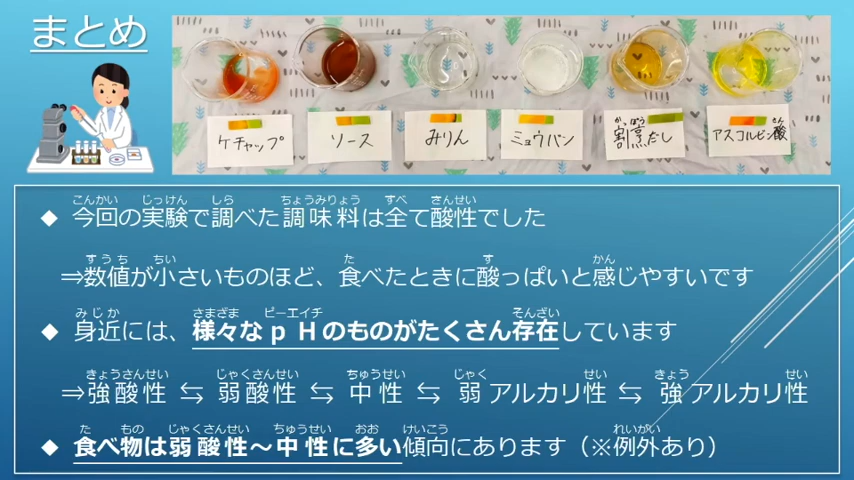 まとめ
ケチャップ
ソース
みりん
ミョウバン
かっぽう
割烹だし
さん
アスコルビン酸
こんかい じっけん しら ちょうみりょう すべ さんせい
◆ 今回の実験で調べた調味料は全て酸性でした
すうち ちい た す かん
⇒数値が小さいものほど、食べたときに酸っぱいと感じやすいです
みぢか さまざま ピーエイチ そんざい
◆ 身近には、様々なｐＨのものがたくさん存在しています
きょうさんせい じゃくさんせい ちゅうせい じゃく せい きょう せい
⇒強酸性 ⇆ 弱酸性 ⇆ 中性 ⇆ 弱アルカリ性 ⇆ 強アルカリ性
た もの じゃくさんせい ちゅうせい おお けいこう れいがい
◆ 食べ物は弱酸性～中性に多い傾向にあります（※例外あり）